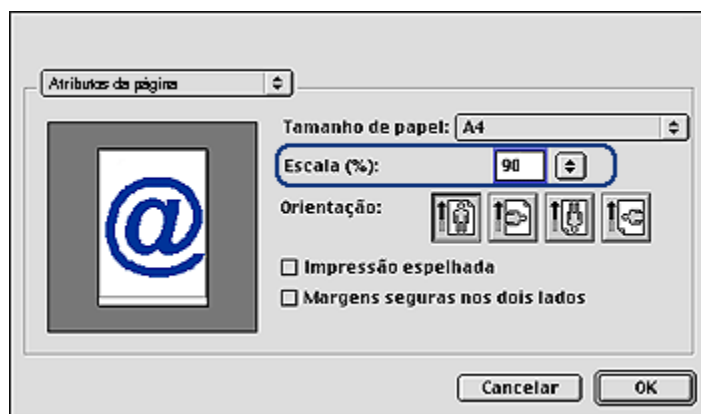 Atributos da página
Tamanho de papel: A4
Escala (%): 90
Orientação:
Impressão espelhada
Margens seguras nos dois lados
@
Cancelar OK